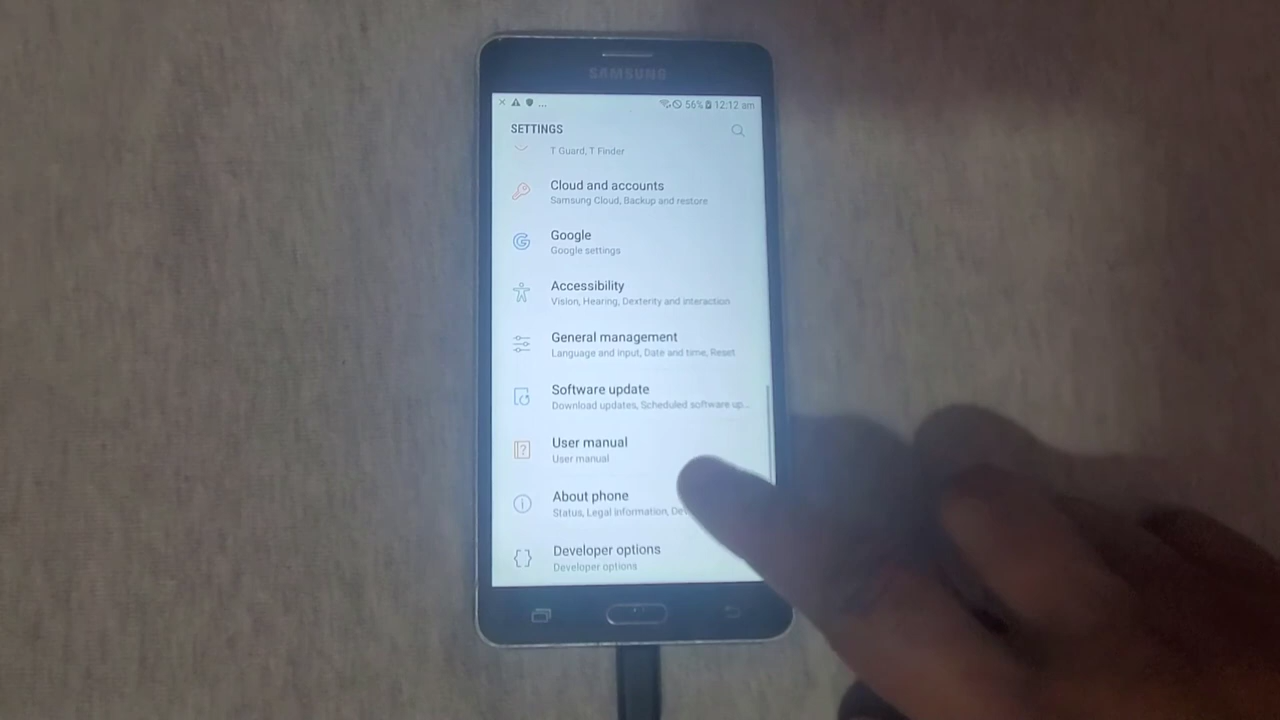 SAMSUNG
... 56% 12:12 am
SETTINGS
T Guard, T Finder
Cloud and accounts
Samsung Cloud, Backup and restore
Google
Google settings
Accessibility
Vision, Hearing, Dexterity and interaction
General management
Language and input, Date and time, Reset
Software update
Download updates, Scheduled software up...
User manual
User manual
About phone
Status, Legal information, De
Developer options
Developer options